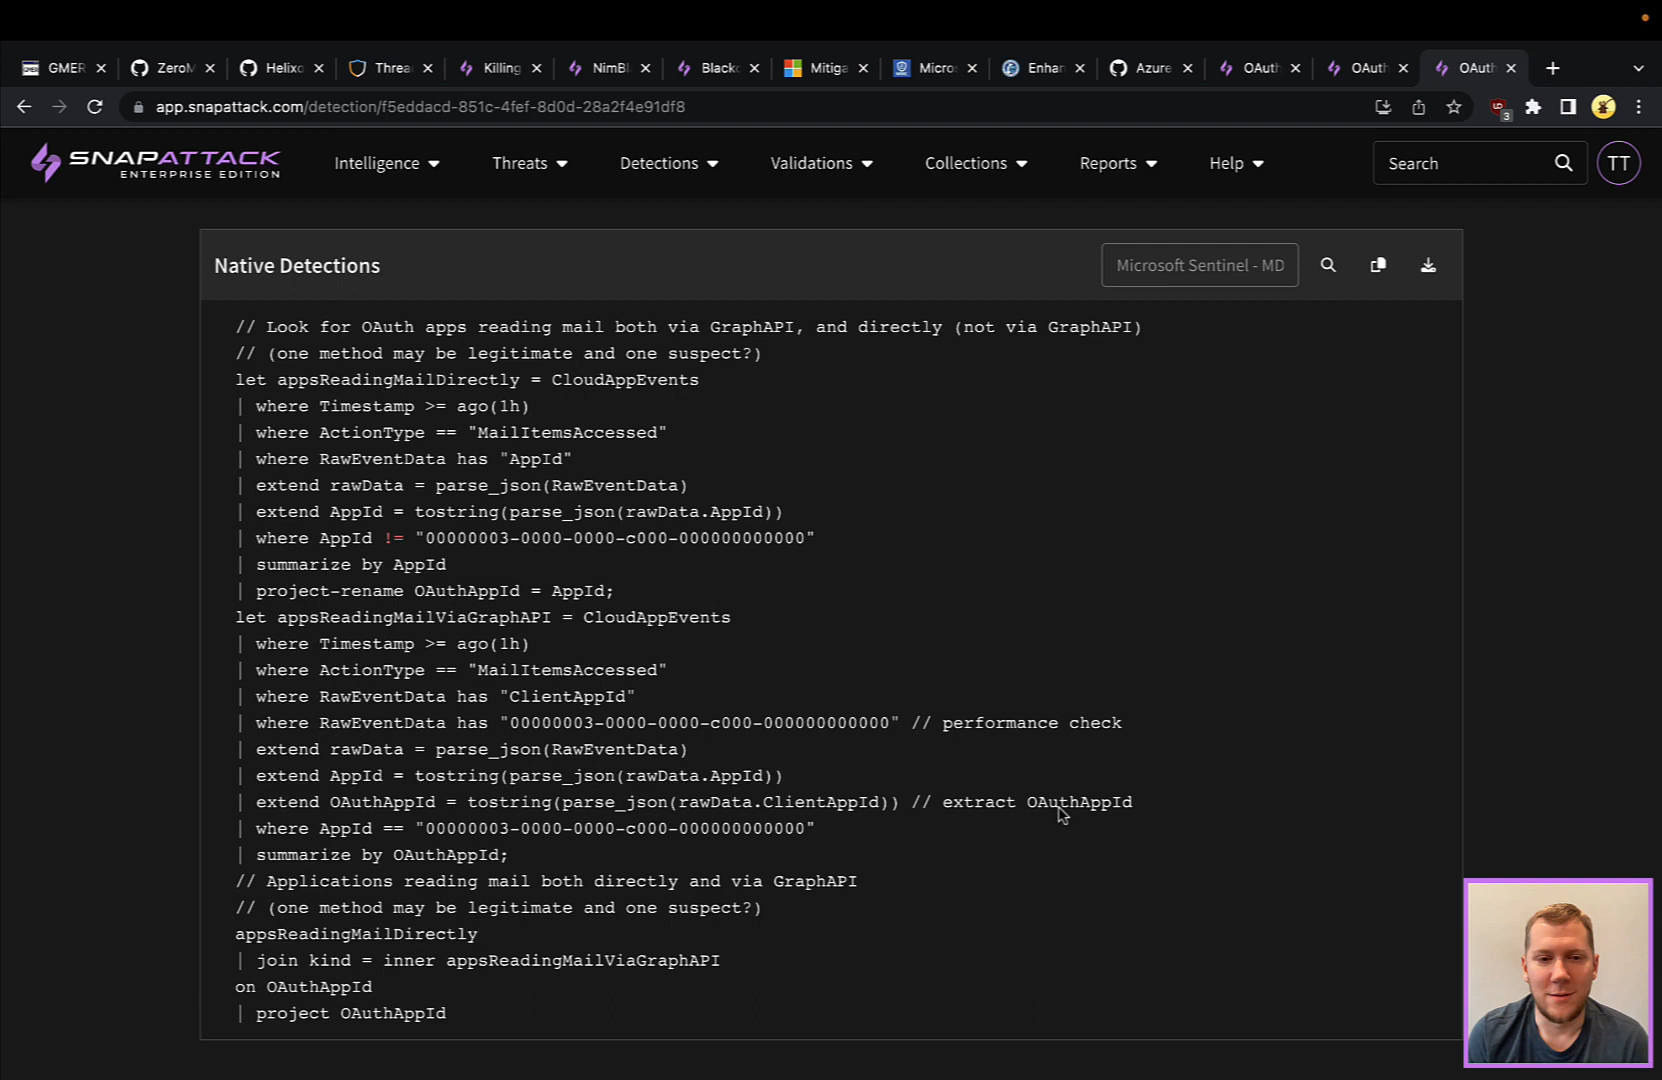 GMER
ZeroM
Helixo
Threa
Killing
NimBl
Blackc
Mitiga
Micros
Enhan
Azure
OAuth
OAuth
OAuth
app.snapattack.com/detection/f5eddacd-851c-4fef-8d0d-28a2f4e91df8
3
SNAPATTACK
ENTERPRISE EDITION
Intelligence
Threats
Detections
Validations
Collections
Reports
Help
Search
TT
Native Detections
Microsoft Sentinel - MD
// Look for OAuth apps reading mail both via GraphAPI, and directly (not via GraphAPI)
// (one method may be legitimate and one suspect?)
let appsReadingMailDirectly = CloudAppEvents
| where Timestamp >= ago(1h)
| where ActionType == "MailItemsAccessed"
| where RawEventData has "AppId"
| extend rawData = parse_json(RawEventData)
| extend AppId = tostring(parse_json(rawData.AppId))
| where AppId != "00000003-0000-0000-c000-000000000000"
| summarize by AppId
| project-rename OAuthAppId = AppId;
let appsReadingMailViaGraphAPI = CloudAppEvents
| where Timestamp >= ago(1h)
| where ActionType == "MailItemsAccessed"
| where RawEventData has "ClientAppId"
| where RawEventData has "00000003-0000-0000-c000-000000000000" // performance check
| extend rawData = parse_json(RawEventData)
| extend AppId = tostring(parse_json(rawData.AppId))
| extend OAuthAppId = tostring(parse_json(rawData.ClientAppId)) // extract OAuthAppId
| where AppId == "00000003-0000-0000-c000-000000000000"
| summarize by OAuthAppId;
// Applications reading mail both directly and via GraphAPI
// (one method may be legitimate and one suspect?)
appsReadingMailDirectly
| join kind = inner appsReadingMailViaGraphAPI
on OAuthAppId
| project OAuthAppId